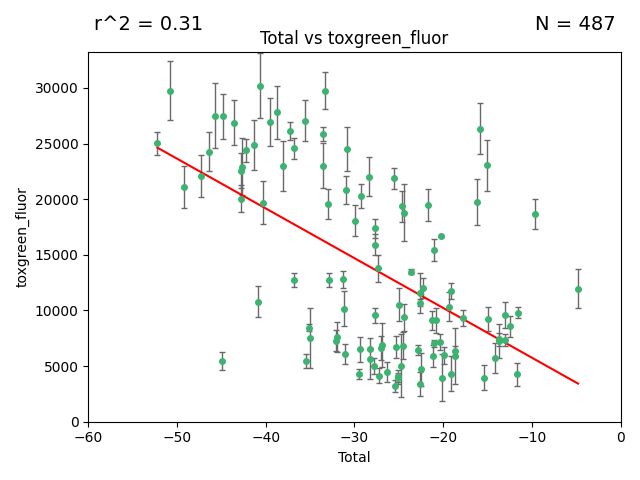 r^2 = 0.31
N = 487
Total vs toxgreen_fluor
30000
25000
20000
15000
10000
5000
0
toxgreen_fluor
−60
−50
−40
−30
−20
−10
0
Total